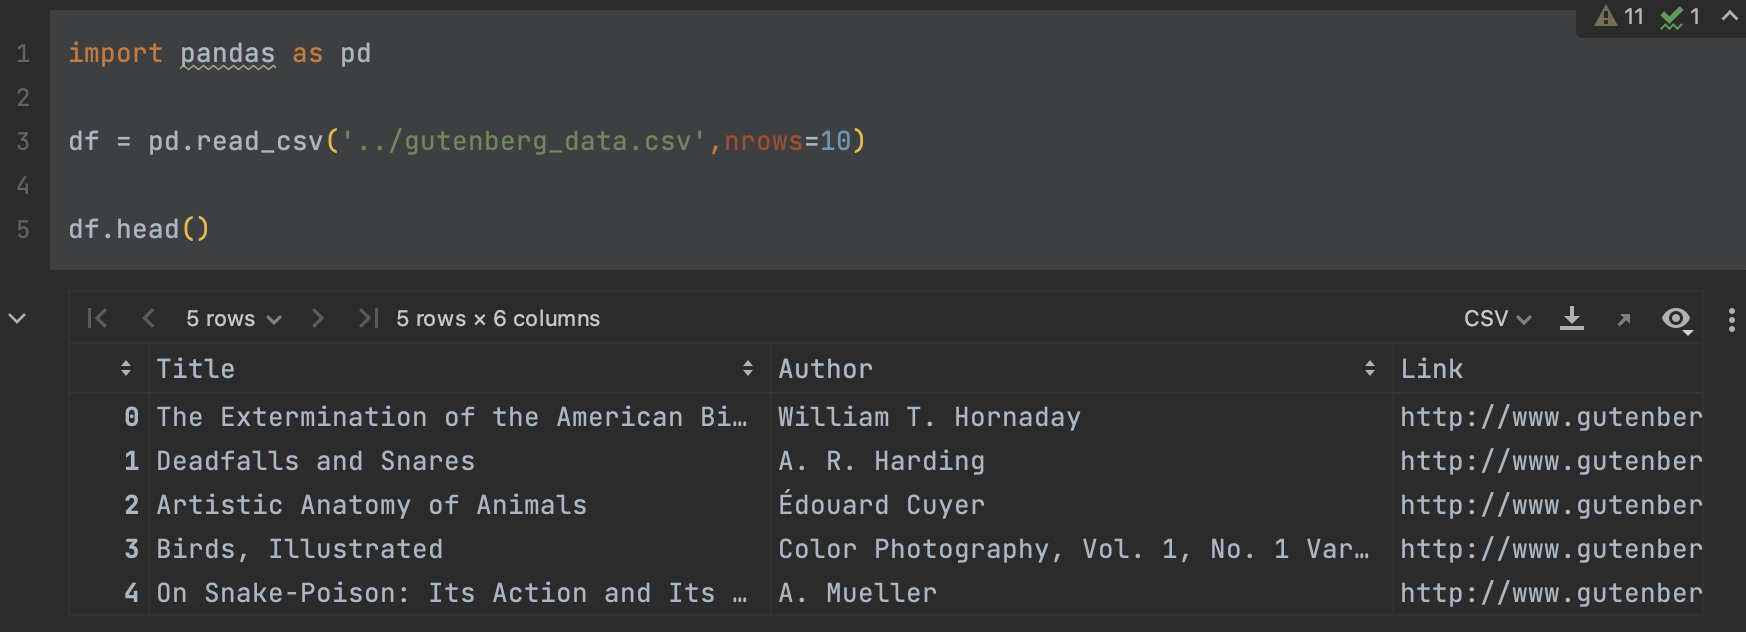 11 1
1 import pandas as pd
2
3 df = pd.read_csv('../gutenberg_data.csv',nrows=10)
4
5 df.head()
5 rows 5 rows × 6 columns CSV
Title Author Link
0 The Extermination of the American Bi… William T. Hornaday http://www.gutenber
1 Deadfalls and Snares A. R. Harding http://www.gutenber
2 Artistic Anatomy of Animals Édouard Cuyer http://www.gutenber
3 Birds, Illustrated Color Photography, Vol. 1, No. 1 Var… http://www.gutenber
4 On Snake-Poison: Its Action and Its … A. Mueller http://www.gutenber